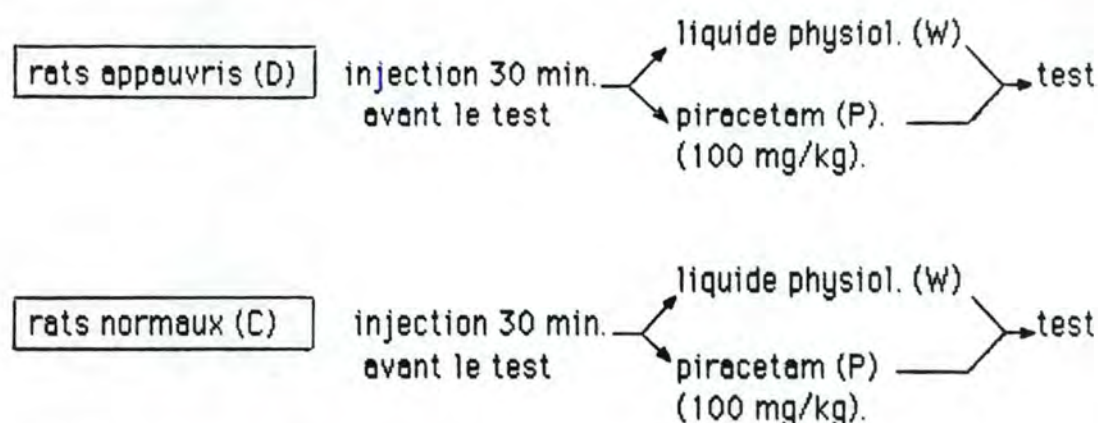 liquide physiol. (W)
rats appauvris (D) injection 30 min. test
avant le test piracetam (P).
(100 mg/kg).
liquide physiol. (W)
rats normaux (C) injection 30 min. test
avant le test piracetam (P)
(100 mg/kg).